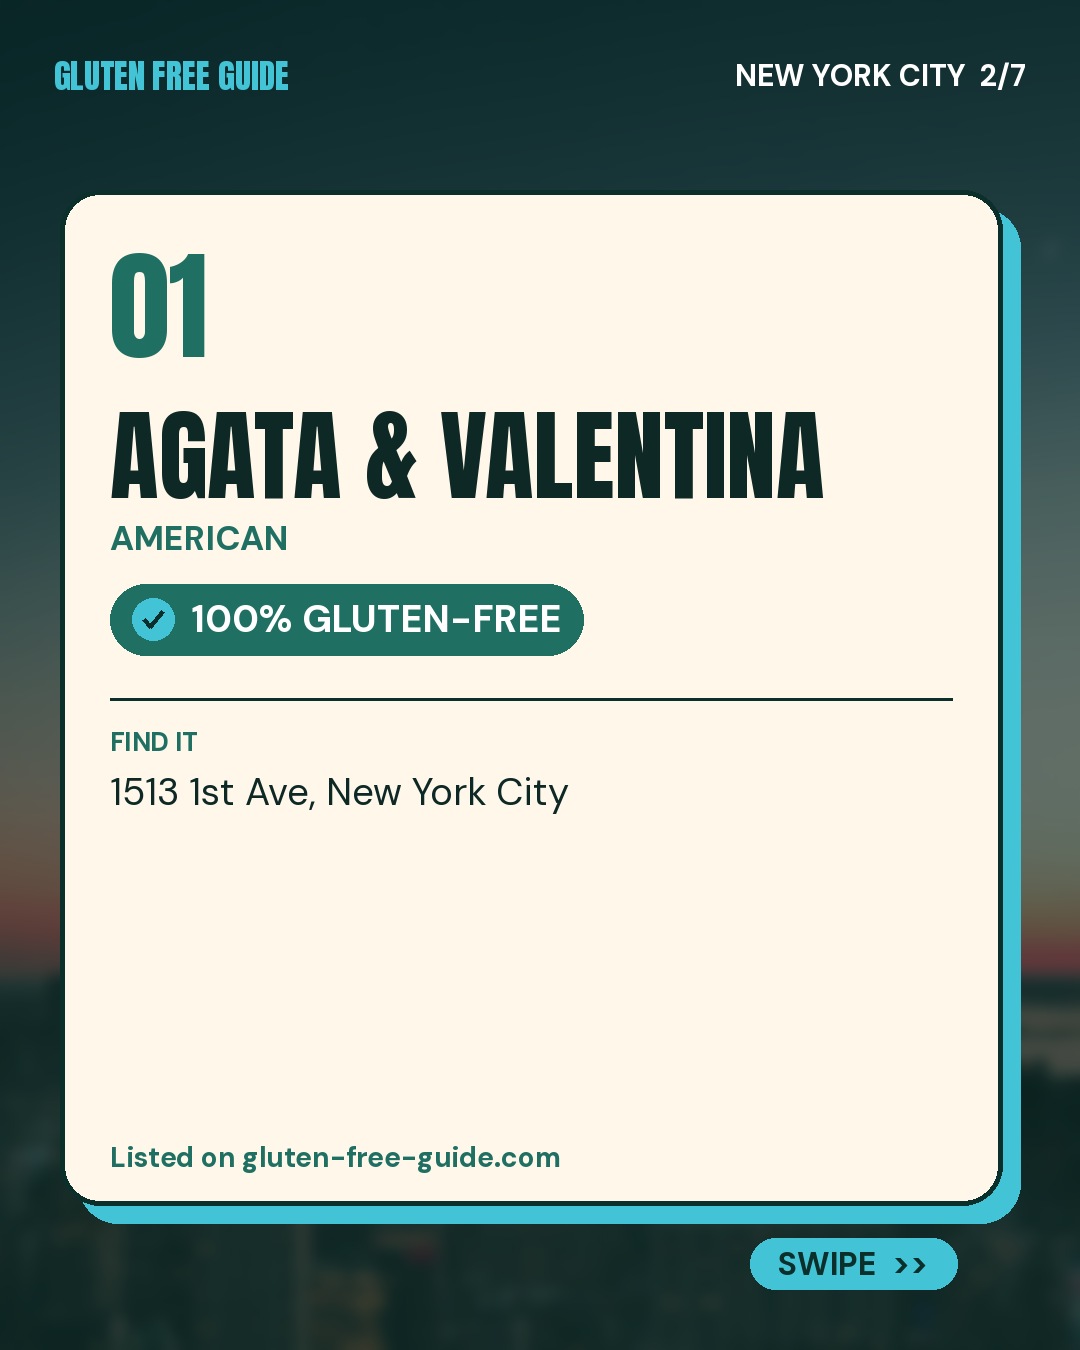 GLUTEN FREE GUIDE
NEW YORK CITY 2/7
01
AGATA & VALENTINA
AMERICAN
100% GLUTEN-FREE
FIND IT
1513 1st Ave, New York City
Listed on gluten-free-guide.com
SWIPE >>